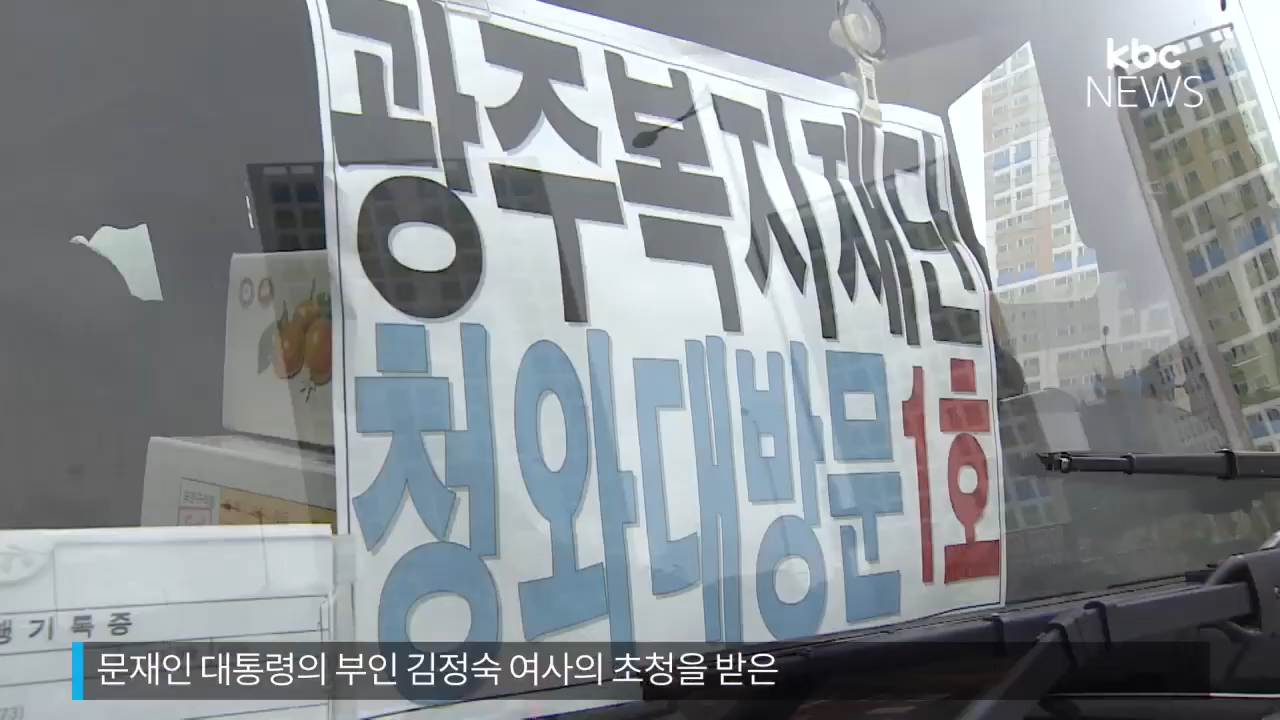 kbc
NEWS
광주복지재단
청와대방문 1호
행기록증
문재인 대통령의 부인 김정숙 여사의 초청을 받은